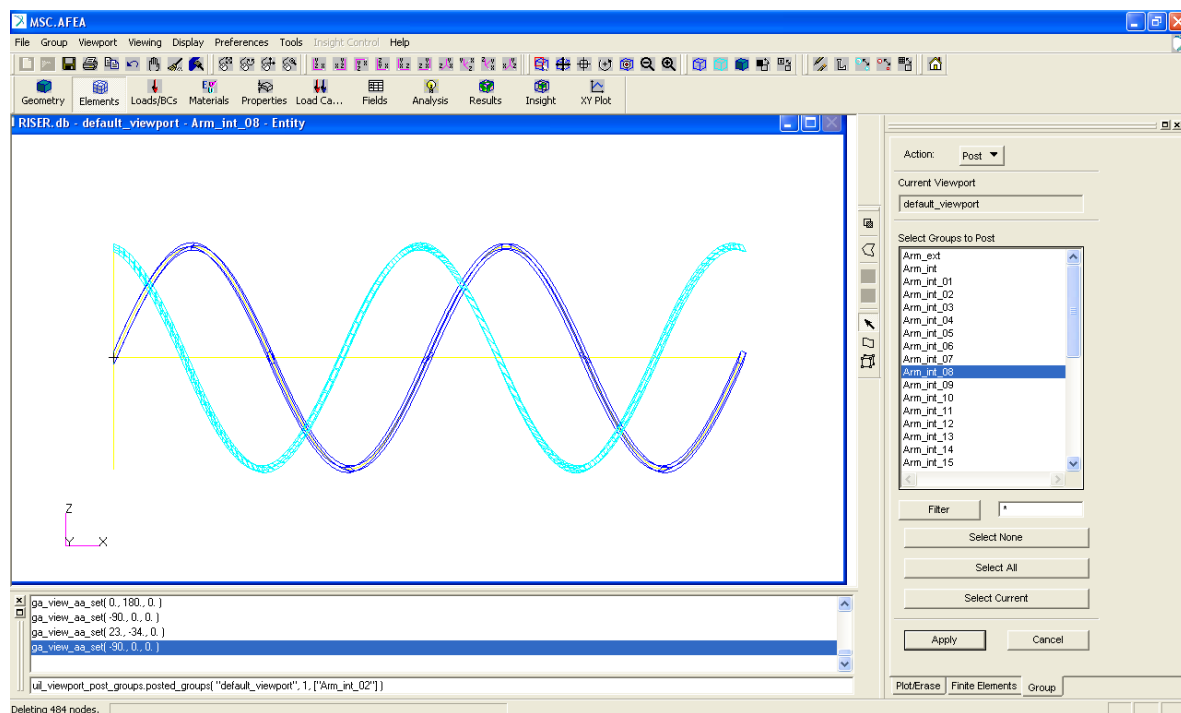 MSC.AFEA
File Group Viewport Viewing Display Preferences Tools Insight Control Help
Geometry Elements Loads/BCs Materials Properties Load Ca... Fields Analysis Results Insight XY Plot
RISER.db - default_viewport - Arm_int_08 - Entity
Action: Post
Current Viewport
default_viewport
Select Groups to Post
Arm_ext
Arm_int
Arm_int_01
Arm_int_02
Arm_int_03
Arm_int_04
Arm_int_05
Arm_int_06
Arm_int_07
Arm_int_08
Arm_int_09
Arm_int_10
Arm_int_11
Arm_int_12
Arm_int_13
Arm_int_14
Arm_int_15
Filter *
Select None
Select All
Select Current
Apply Cancel
Plot/Erase Finite Elements Group
Z
Y X
ga_view_aa_set( 0., 180., 0. )
ga_view_aa_set( -90., 0., 0. )
ga_view_aa_set( 23., -34., 0. )
ga_view_aa_set( -90., 0., 0. )
uil_viewport_post_groups.posted_groups( "default_viewport", 1, ["Arm_int_02"] )
Deleting 484 nodes.